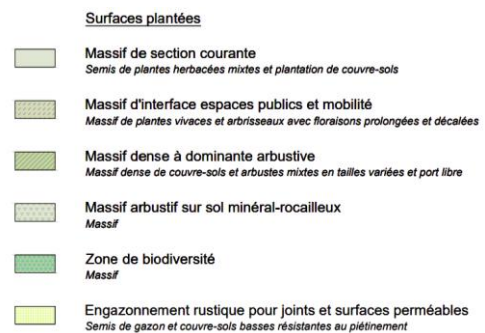 Surfaces plantées
Massif de section courante
Semis de plantes herbacées mixtes et plantation de couvre-sols
Massif d'interface espaces publics et mobilité
Massif de plantes vivaces et arbrisseaux avec floraisons prolongées et décalées
Massif dense à dominante arbustive
Massif dense de couvre-sols et arbustes mixtes en tailles variées et port libre
Massif arbustif sur sol minéral-rocailleux
Massif
Zone de biodiversité
Massif
Engazonnement rustique pour joints et surfaces perméables
Semis de gazon et couvre-sols basses résistantes au piétinement